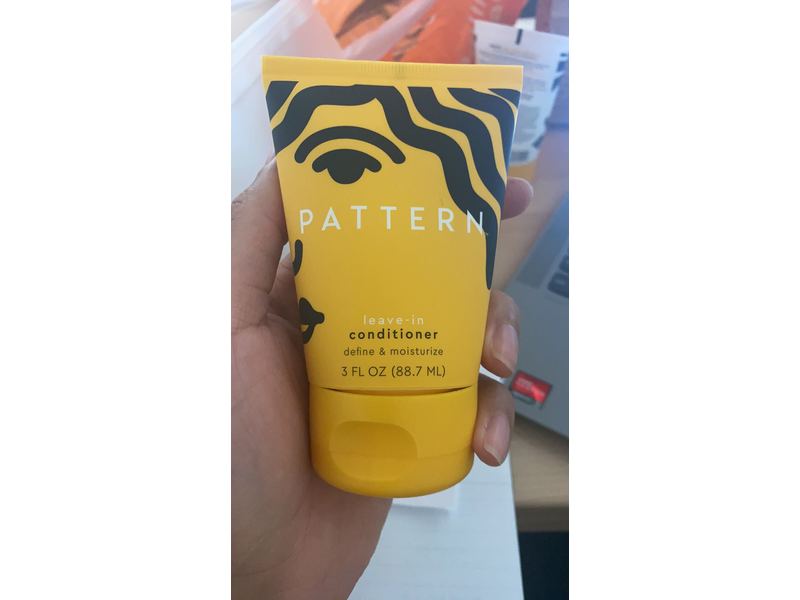 PATTERN
leave-in
conditioner
define & moisturize
3 FL OZ (88.7 ML)